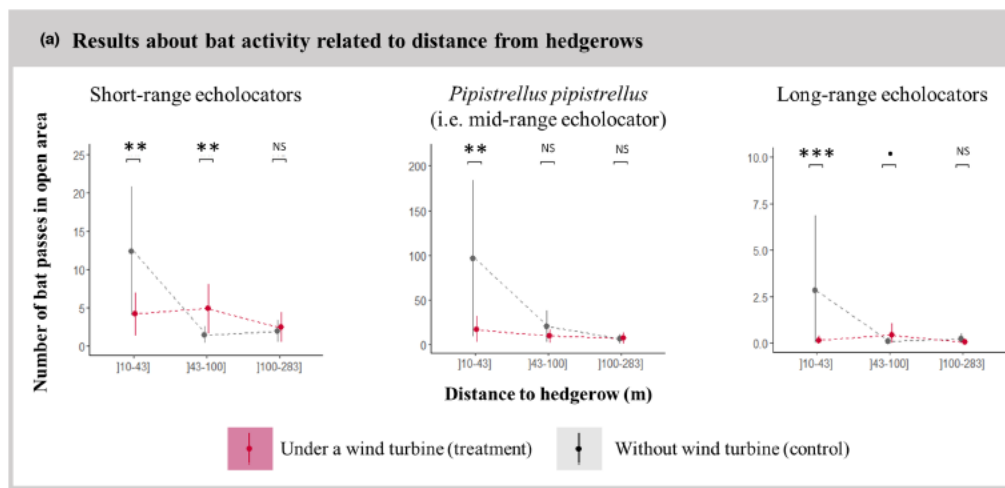 (a) Results about bat activity related to distance from hedgerows
Short-range echolocators
Pipistrellus pipistrellus
(i.e. mid-range echolocator)
Long-range echolocators
Number of bat passes in open area
25
20
15
10
5
0
** ** NS
]10-43] ]43-100] ]100-283]
200
150
100
50
0
** NS NS
]10-43] ]43-100] ]100-283]
10.0
7.5
5.0
2.5
0.0
*** • NS
]10-43] ]43-100] ]100-283]
Distance to hedgerow (m)
Under a wind turbine (treatment)
Without wind turbine (control)